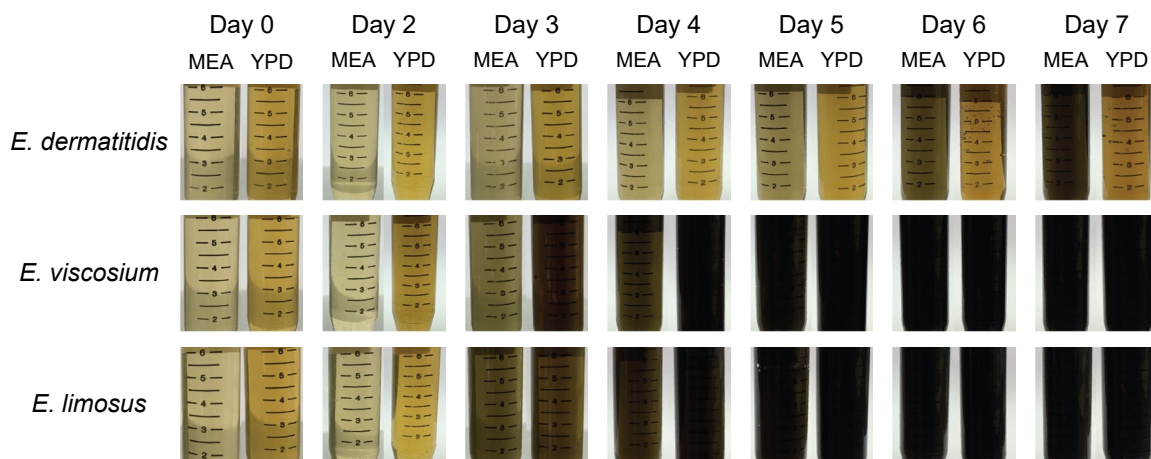 Day 0 Day 2 Day 3 Day 4 Day 5 Day 6 Day 7
MEA YPD MEA YPD MEA YPD MEA YPD MEA YPD MEA YPD MEA YPD
E. dermatitidis
E. viscosium
E. limosus